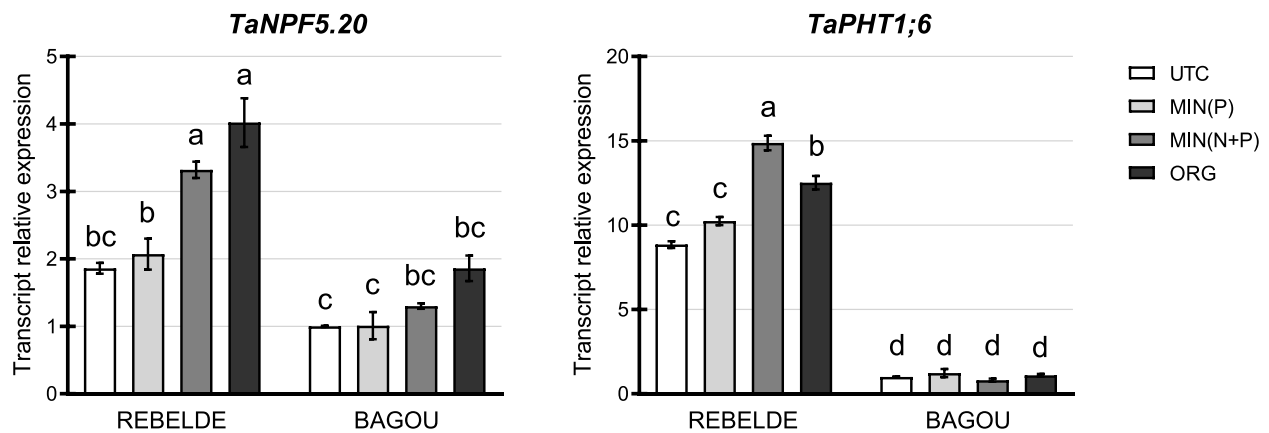 TaNPF5.20
Transcript relative expression
5
4
3
2
1
0
bc
b
a
a
c
c
bc
bc
REBELDE
BAGOU
TaPHT1;6
Transcript relative expression
20
15
10
5
0
c
c
a
b
d
d
d
d
REBELDE
BAGOU
UTC
MIN(P)
MIN(N+P)
ORG